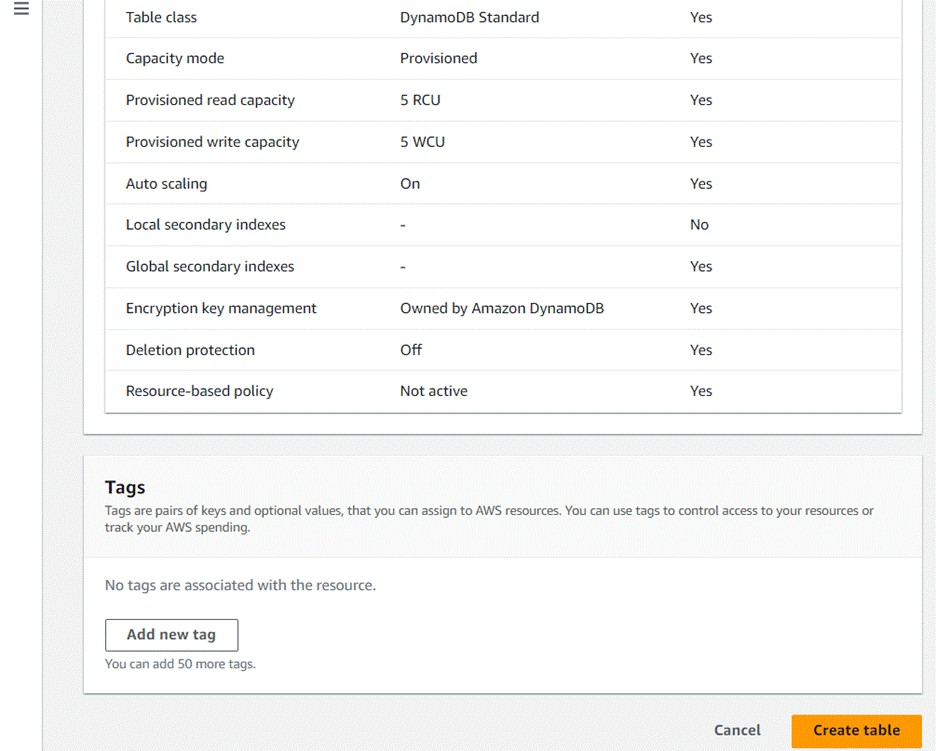 Table class DynamoDB Standard Yes
Capacity mode Provisioned Yes
Provisioned read capacity 5 RCU Yes
Provisioned write capacity 5 WCU Yes
Auto scaling On Yes
Local secondary indexes - No
Global secondary indexes - Yes
Encryption key management Owned by Amazon DynamoDB Yes
Deletion protection Off Yes
Resource-based policy Not active Yes
Tags
Tags are pairs of keys and optional values, that you can assign to AWS resources. You can use tags to control access to your resources or
track your AWS spending.
No tags are associated with the resource.
Add new tag
You can add 50 more tags.
Cancel Create table